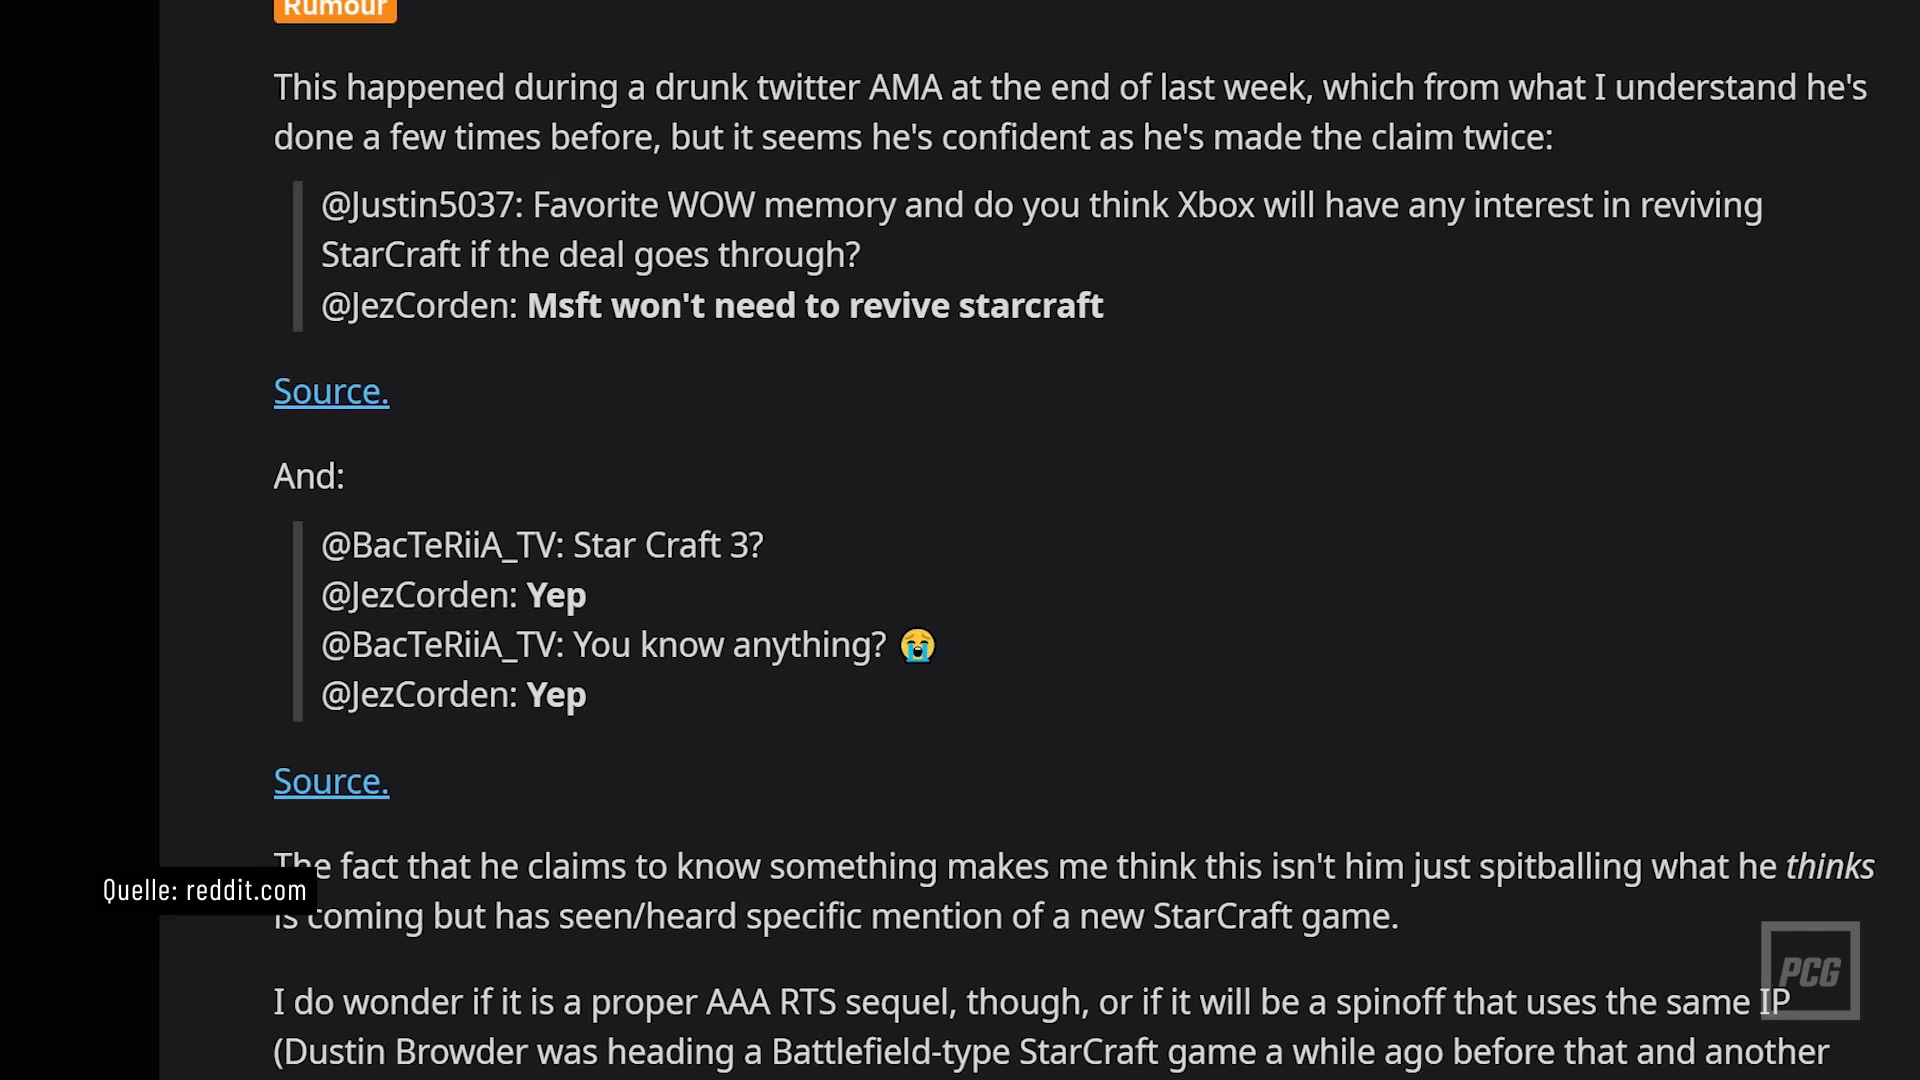 Rumour
This happened during a drunk twitter AMA at the end of last week, which from what I understand he's
done a few times before, but it seems he's confident as he's made the claim twice:
@Justin5037: Favorite WOW memory and do you think Xbox will have any interest in reviving
StarCraft if the deal goes through?
@JezCorden: Msft won't need to revive starcraft
Source.
And:
@BacTeRiiA_TV: Star Craft 3?
@JezCorden: Yep
@BacTeRiiA_TV: You know anything? 😭
@JezCorden: Yep
Source.
The fact that he claims to know something makes me think this isn't him just spitballing what he thinks
Quelle: reddit.com
is coming but has seen/heard specific mention of a new StarCraft game.
PCG
I do wonder if it is a proper AAA RTS sequel, though, or if it will be a spinoff that uses the same IP
(Dustin Browder was heading a Battlefield-type StarCraft game a while ago before that and another